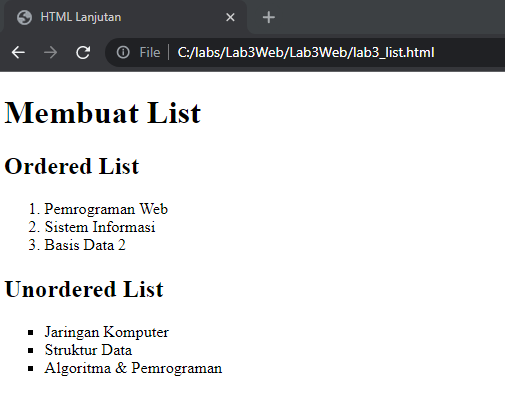 HTML Lanjutan
File
C:/labs/Lab3Web/Lab3Web/lab3_list.html
Membuat List
Ordered List
1. Pemrograman Web
2. Sistem Informasi
3. Basis Data 2
Unordered List
▪ Jaringan Komputer
▪ Struktur Data
▪ Algoritma & Pemrograman